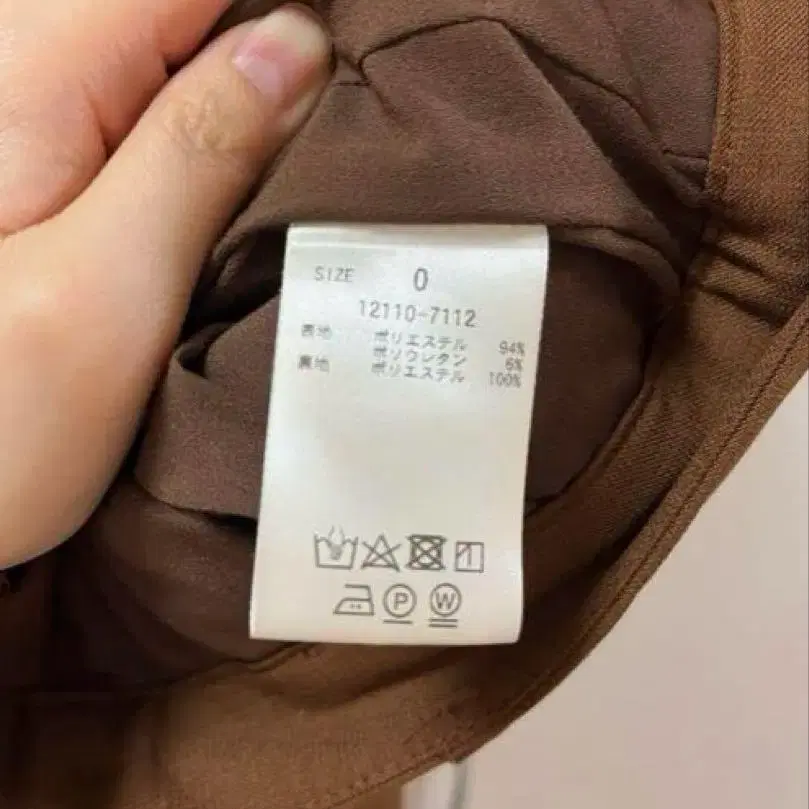 SIZE 0
12110-7112
表地 ポリエステル 94%
ポリウレタン 6%
裏地 ポリエステル 100%
P W